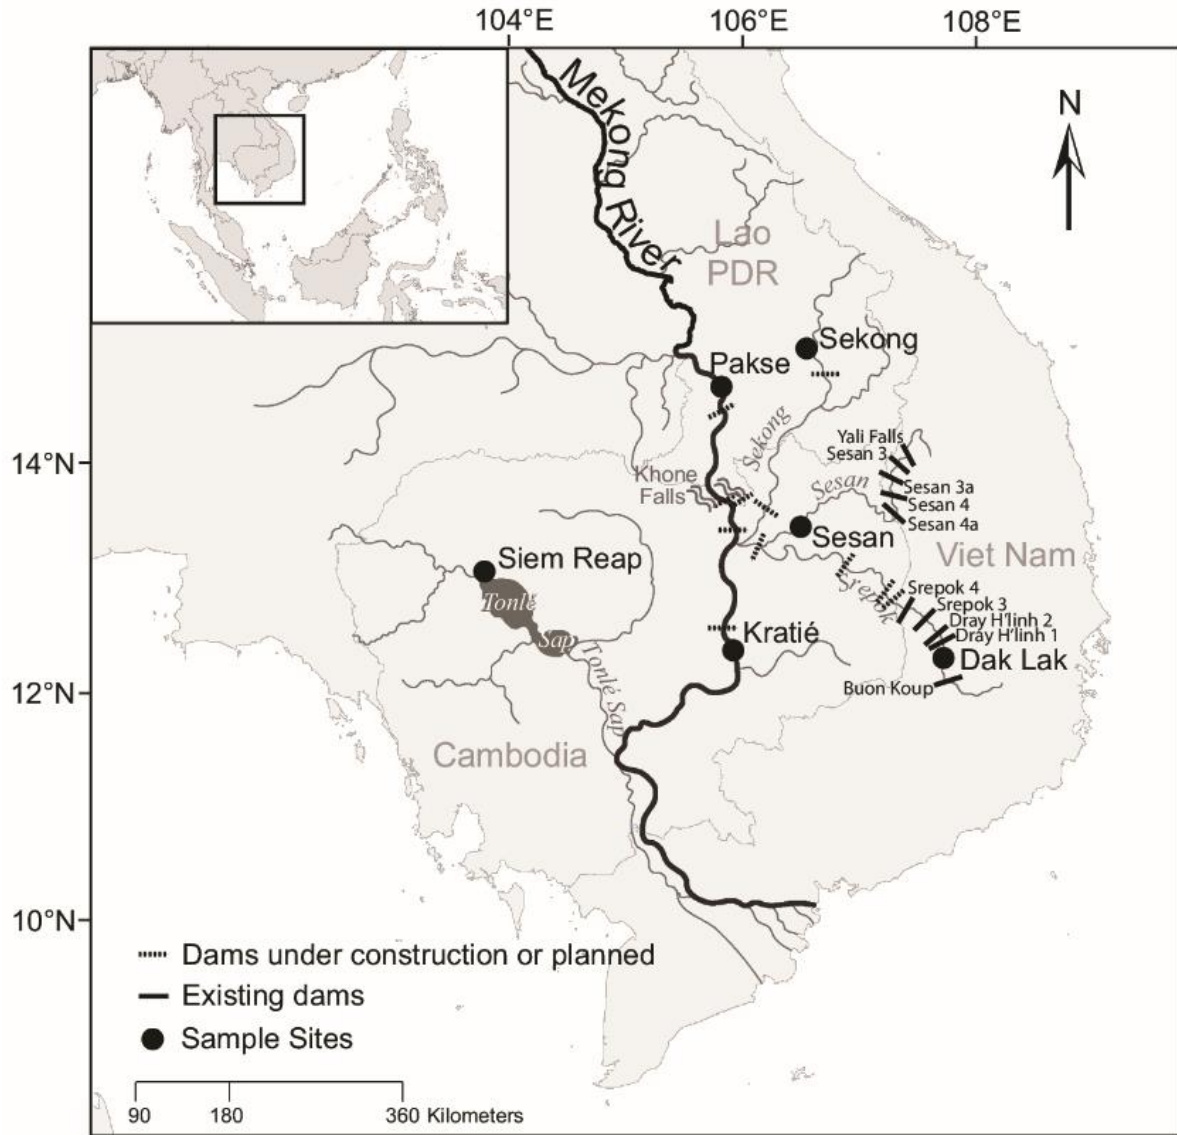 104°E
106°E
108°E
N
Mekong River
Lao
PDR
Sekong
Pakse
Sekong
14°N
Yali Falls
Sesan 3
Khone
Falls
Sesan
Sesan 3a
Sesan 4
Sesan 4a
Sesan
Viet Nam
Siem Reap
Tonlé
Sap
Tonlé Sap
Srepok
Srepok 4
Srepok 3
Dray H'linh 2
Dray H'linh 1
Kratié
Dak Lak
Buon Koup
12°N
Cambodia
10°N
Dams under construction or planned
Existing dams
Sample Sites
90 180 360 Kilometers